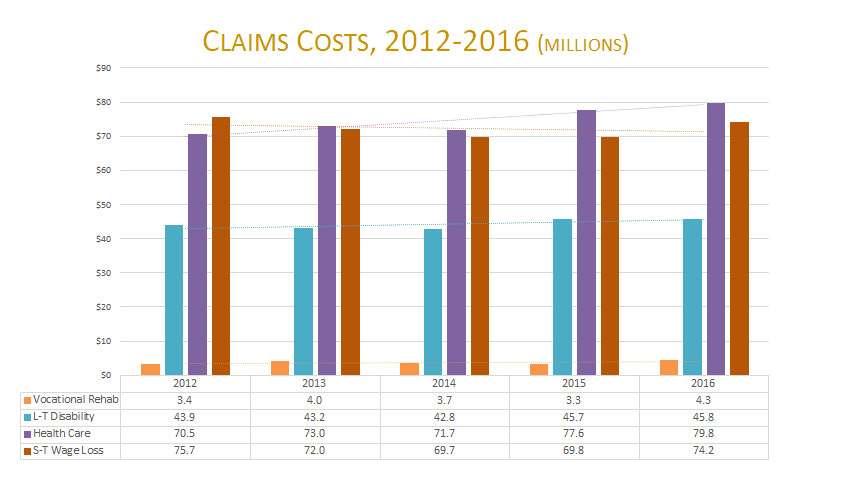 CLAIMS COSTS, 2012-2016 (MILLIONS)
$90
$80
$70
$60
$50
$40
$30
$20
$10
$0
2012 2013 2014 2015 2016
Vocational Rehab 3.4 4.0 3.7 3.3 4.3
L-T Disability 43.9 43.2 42.8 45.7 45.8
Health Care 70.5 73.0 71.7 77.6 79.8
S-T Wage Loss 75.7 72.0 69.7 69.8 74.2